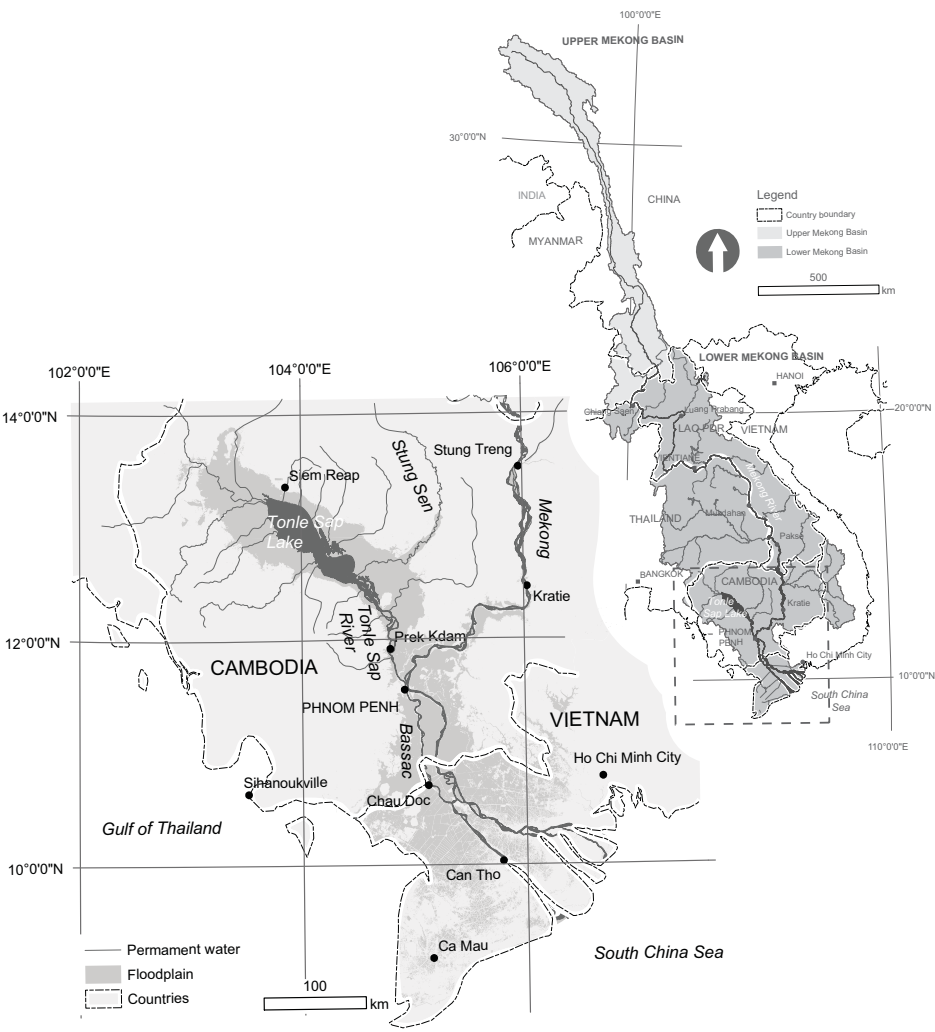 100°0'0"E
UPPER MEKONG BASIN
30°0'0"N
INDIA
CHINA
MYANMAR
Legend
Country boundary
Upper Mekong Basin
Lower Mekong Basin
500
km
LOWER MEKONG BASIN
HANOI
20°0'0"N
Chiang Saen
Luang Prabang
LAO PDR
VIETNAM
VIENTIANE
Mekong River
THAILAND
Mukdahan
Pakse
BANGKOK
CAMBODIA
Tonle
Sap Lake
Kratie
PHNOM
PENH
Ho Chi Minh City
10°0'0"N
South China
Sea
110°0'0"E
102°0'0"E
104°0'0"E
106°0'0"E
14°0'0"N
Stung Treng
Stung Sen
Siem Reap
Mekong
Tonle Sap
Lake
Kratie
Tonle Sap
River
12°0'0"N
Prek Kdam
CAMBODIA
PHNOM PENH
VIETNAM
Bassac
Ho Chi Minh City
Sihanoukville
Chau Doc
Gulf of Thailand
10°0'0"N
Can Tho
Ca Mau
South China Sea
Permament water
Floodplain
Countries
100
km